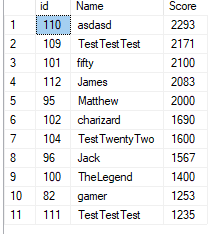 id Name Score
1 110 asdasd 2293
2 109 TestTestTest 2171
3 101 fifty 2100
4 112 James 2083
5 95 Matthew 2000
6 102 charizard 1690
7 104 TestTwentyTwo 1600
8 96 Jack 1567
9 100 TheLegend 1400
10 82 gamer 1253
11 111 TestTestTest 1235